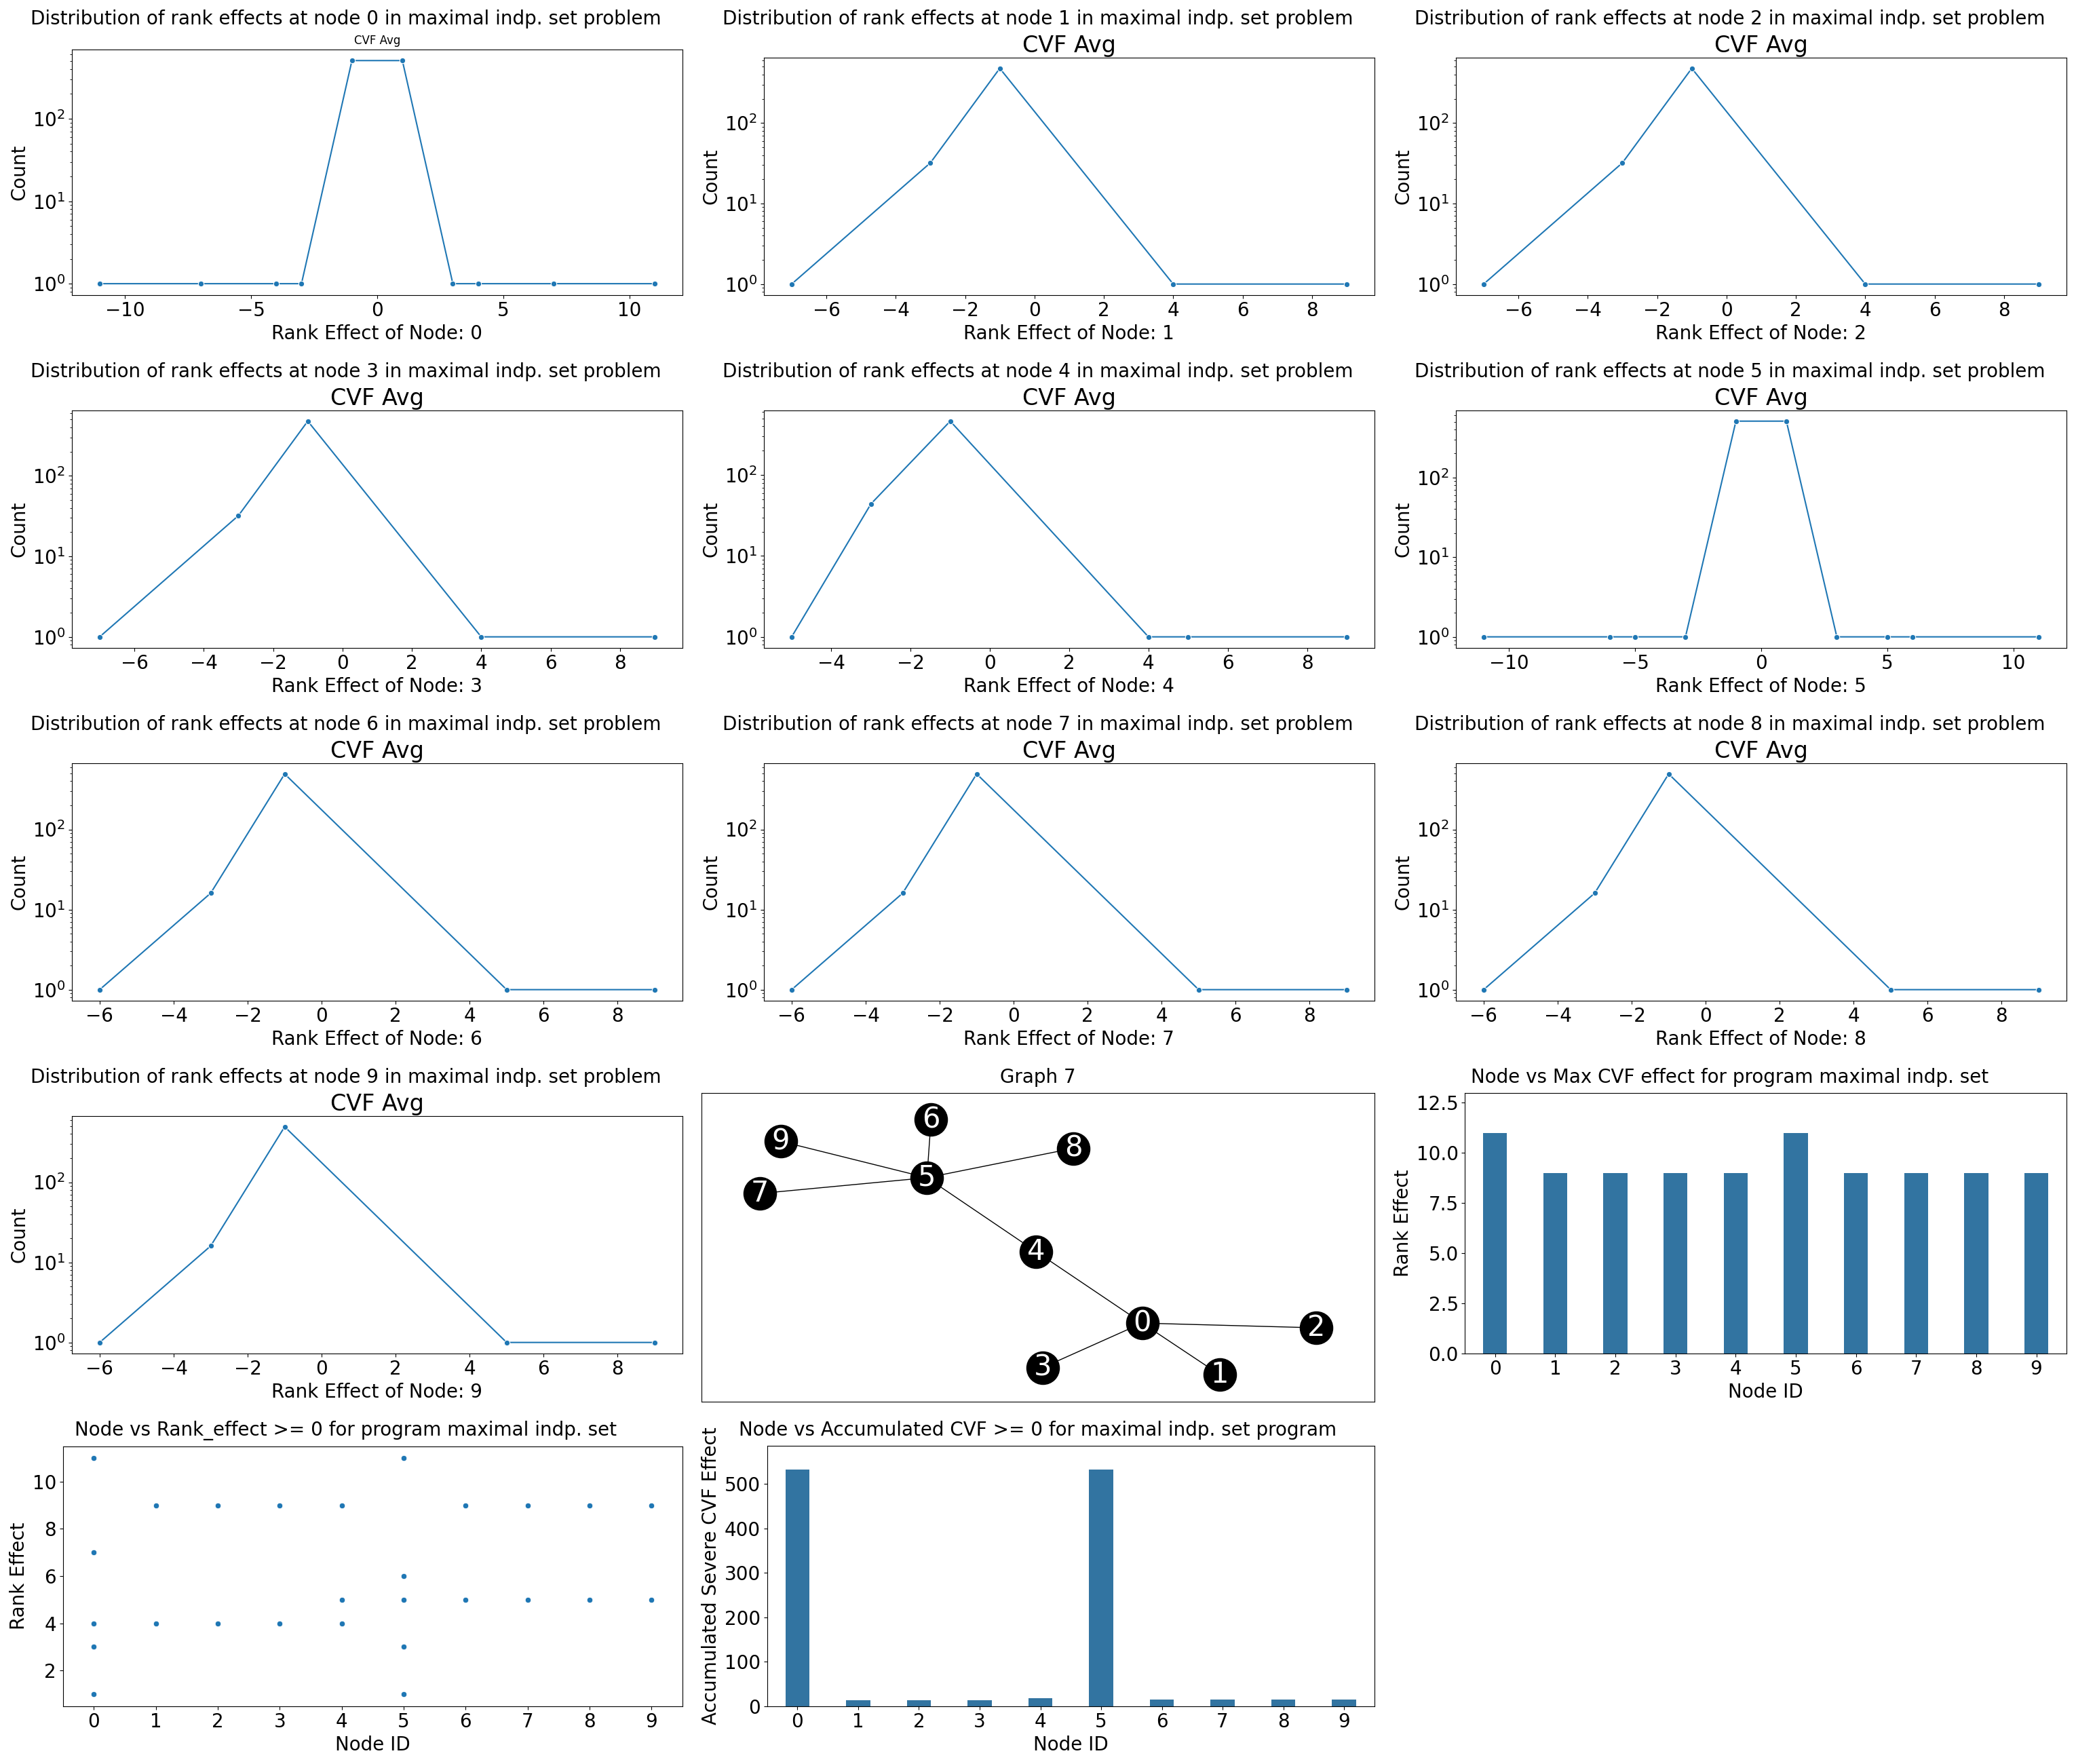 Distribution of rank effects at node 0 in maximal indp. set problem
CVF Avg
Count
10^2
10^1
10^0
−10 −5 0 5 10
Rank Effect of Node: 0
Distribution of rank effects at node 1 in maximal indp. set problem
CVF Avg
Count
10^2
10^1
10^0
−6 −4 −2 0 2 4 6 8
Rank Effect of Node: 1
Distribution of rank effects at node 2 in maximal indp. set problem
CVF Avg
Count
10^2
10^1
10^0
−6 −4 −2 0 2 4 6 8
Rank Effect of Node: 2
Distribution of rank effects at node 3 in maximal indp. set problem
CVF Avg
Count
10^2
10^1
10^0
−6 −4 −2 0 2 4 6 8
Rank Effect of Node: 3
Distribution of rank effects at node 4 in maximal indp. set problem
CVF Avg
Count
10^2
10^1
10^0
−4 −2 0 2 4 6 8
Rank Effect of Node: 4
Distribution of rank effects at node 5 in maximal indp. set problem
CVF Avg
Count
10^2
10^1
10^0
−10 −5 0 5 10
Rank Effect of Node: 5
Distribution of rank effects at node 6 in maximal indp. set problem
CVF Avg
Count
10^2
10^1
10^0
−6 −4 −2 0 2 4 6 8
Rank Effect of Node: 6
Distribution of rank effects at node 7 in maximal indp. set problem
CVF Avg
Count
10^2
10^1
10^0
−6 −4 −2 0 2 4 6 8
Rank Effect of Node: 7
Distribution of rank effects at node 8 in maximal indp. set problem
CVF Avg
Count
10^2
10^1
10^0
−6 −4 −2 0 2 4 6 8
Rank Effect of Node: 8
Distribution of rank effects at node 9 in maximal indp. set problem
CVF Avg
Count
10^2
10^1
10^0
−6 −4 −2 0 2 4 6 8
Rank Effect of Node: 9
Graph 7
6
9
8
5
7
4
0
2
3
1
Node vs Max CVF effect for program maximal indp. set
Rank Effect
12.5
10.0
7.5
5.0
2.5
0.0
0 1 2 3 4 5 6 7 8 9
Node ID
Node vs Rank_effect >= 0 for program maximal indp. set
Rank Effect
10
8
6
4
2
0 1 2 3 4 5 6 7 8 9
Node ID
Node vs Accumulated CVF >= 0 for maximal indp. set program
Accumulated Severe CVF Effect
500
400
300
200
100
0
0 1 2 3 4 5 6 7 8 9
Node ID